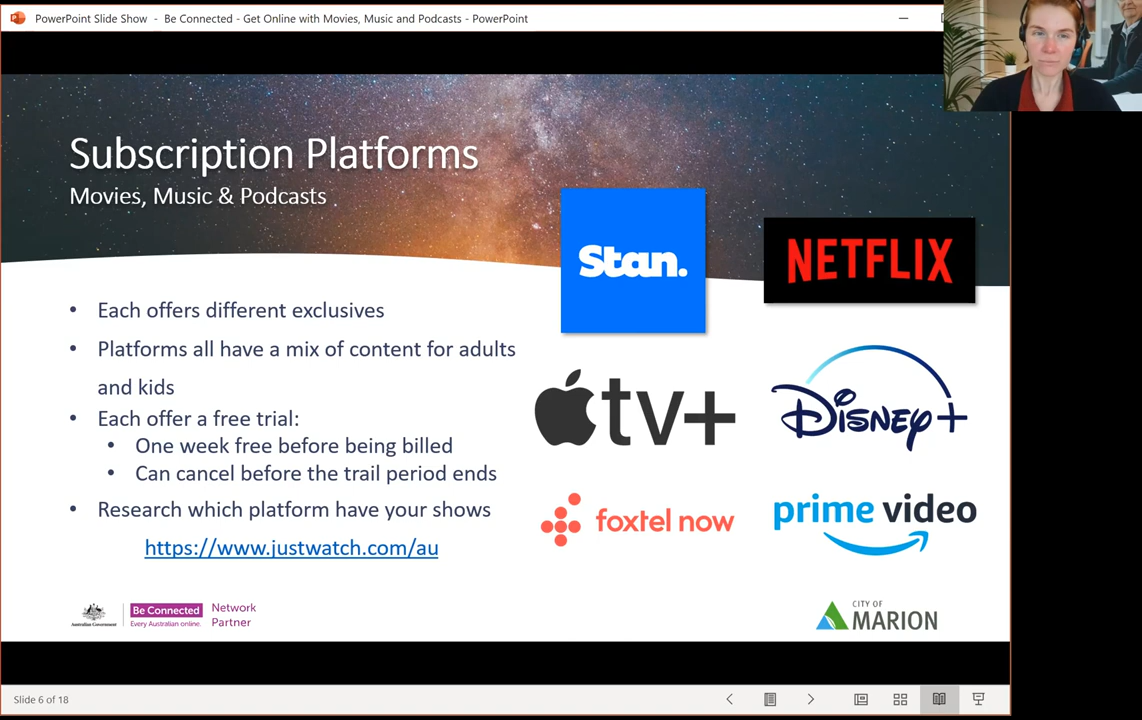 PowerPoint Slide Show - Be Connected - Get Online with Movies, Music and Podcasts - PowerPoint
Subscription Platforms
Movies, Music & Podcasts
Stan.
NETFLIX
• Each offers different exclusives
• Platforms all have a mix of content for adults
and kids
• Each offer a free trial:
• One week free before being billed
• Can cancel before the trail period ends
• Research which platform have your shows
https://www.justwatch.com/au
tv+
Disney+
foxtel now
prime video
Australian Government
Be Connected
Every Australian online.
Network
Partner
CITY OF
MARION
Slide 6 of 18